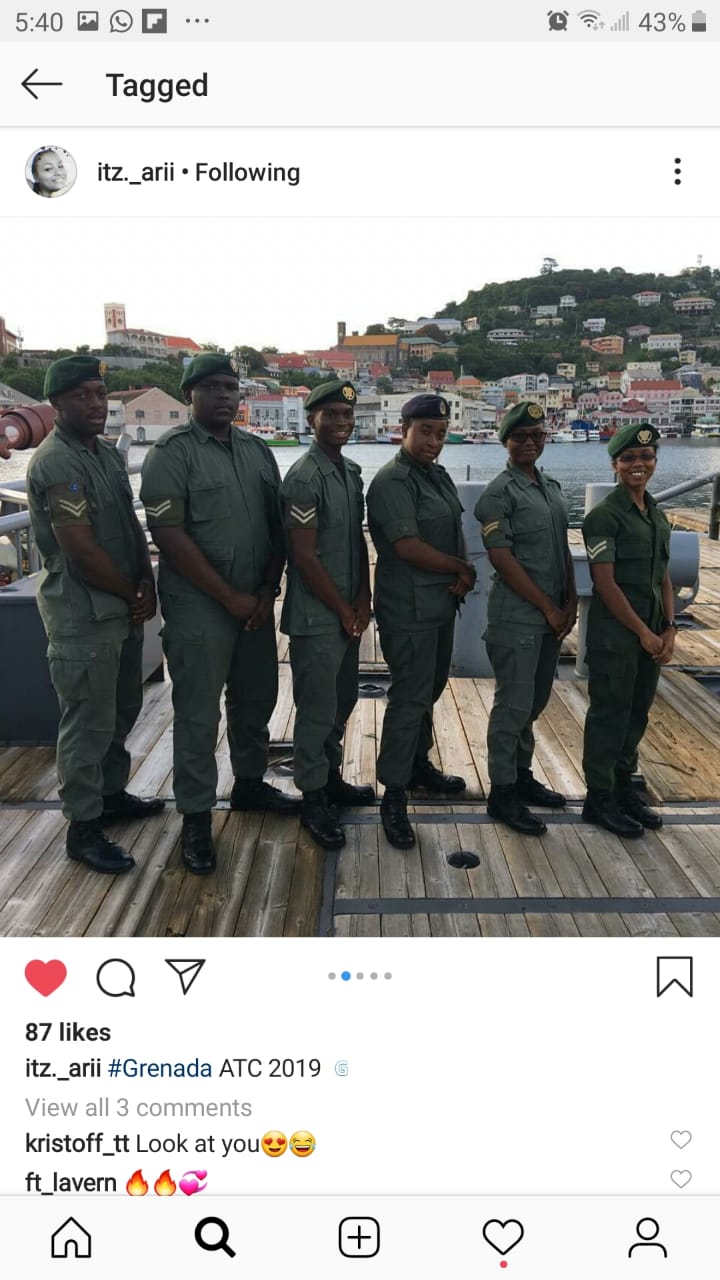 5:40 43%
Tagged
itz._arii • Following
87 likes
itz._arii #Grenada ATC 2019
View all 3 comments
kristoff_tt Look at you😍😂
ft_lavern 🔥🔥💞